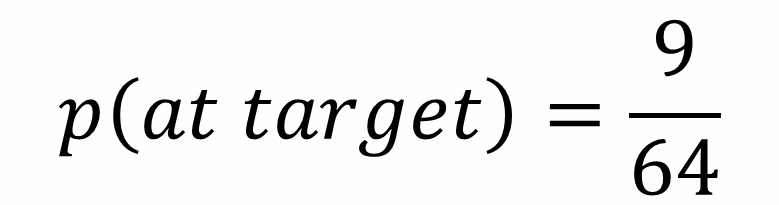 p(at target) = 9/64